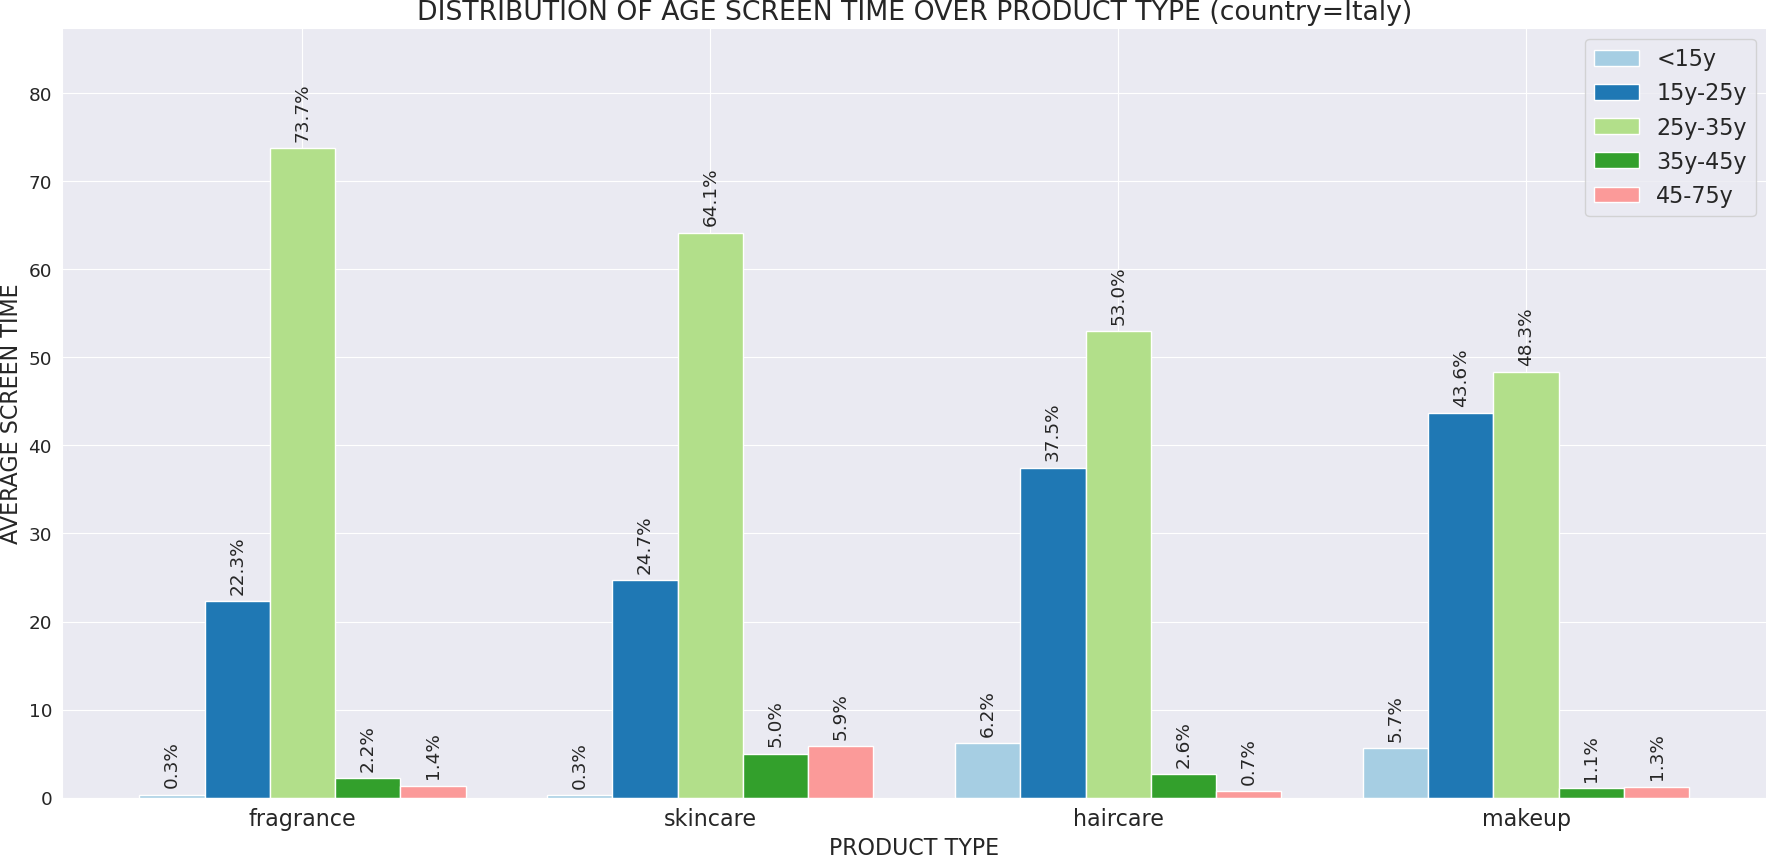 DISTRIBUTION OF AGE SCREEN TIME OVER PRODUCT TYPE (country=Italy)
<15y
15y-25y
25y-35y
35y-45y
45-75y
AVERAGE SCREEN TIME
80
70
60
50
40
30
20
10
0
0.3%
22.3%
73.7%
2.2%
1.4%
0.3%
24.7%
64.1%
5.0%
5.9%
6.2%
37.5%
53.0%
2.6%
0.7%
5.7%
43.6%
48.3%
1.1%
1.3%
fragrance
skincare
haircare
makeup
PRODUCT TYPE